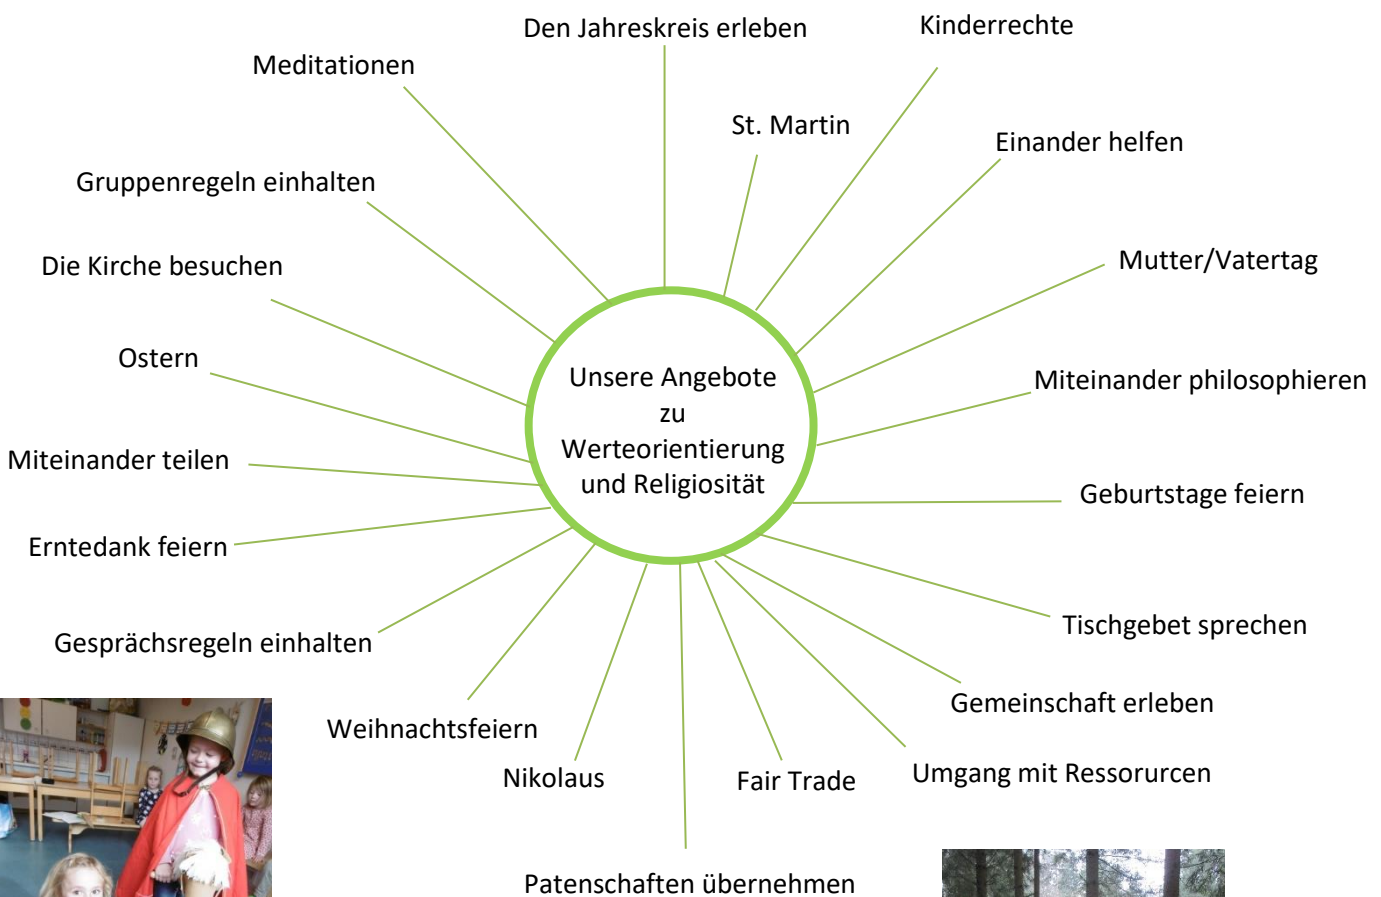 Den Jahreskreis erleben
Kinderrechte
Meditationen
St. Martin
Einander helfen
Gruppenregeln einhalten
Mutter/Vatertag
Die Kirche besuchen
Ostern
Unsere Angebote
zu
Werteorientierung
und Religiosität
Miteinander philosophieren
Miteinander teilen
Geburtstage feiern
Erntedank feiern
Tischgebet sprechen
Gesprächsregeln einhalten
Gemeinschaft erleben
Weihnachtsfeiern
Nikolaus
Fair Trade
Umgang mit Ressorurcen
Patenschaften übernehmen